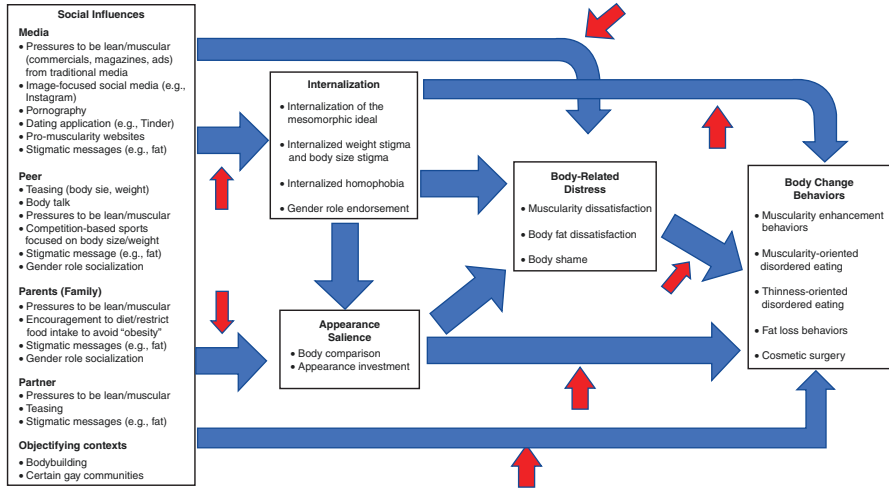 Social Influences
Media
• Pressures to be lean/muscular
(commercials, magazines, ads)
from traditional media
• Image-focused social media (e.g.,
Instagram)
• Pornography
• Dating application (e.g., Tinder)
• Pro-muscularity websites
• Stigmatic messages (e.g., fat)
Peer
• Teasing (body sie, weight)
• Body talk
• Pressures to be lean/muscular
• Competition-based sports
focused on body size/weight
• Stigmatic message (e.g., fat)
• Gender role socialization
Parents (Family)
• Pressures to be lean/muscular
• Encouragement to diet/restrict
food intake to avoid “obesity”
• Stigmatic messages (e.g., fat)
• Gender role socialization
Partner
• Pressures to be lean/muscular
• Teasing
• Stigmatic messages (e.g., fat)
Objectifying contexts
• Bodybuilding
• Certain gay communities
Internalization
• Internalization of the
mesomorphic ideal
• Internalized weight stigma
and body size stigma
• Internalized homophobia
• Gender role endorsement
Appearance
Salience
• Body comparison
• Appearance investment
Body-Related
Distress
• Muscularity dissatisfaction
• Body fat dissatisfaction
• Body shame
Body Change
Behaviors
• Muscularity enhancement
behaviors
• Muscularity-oriented
disordered eating
• Thinness-oriented
disordered eating
• Fat loss behaviors
• Cosmetic surgery